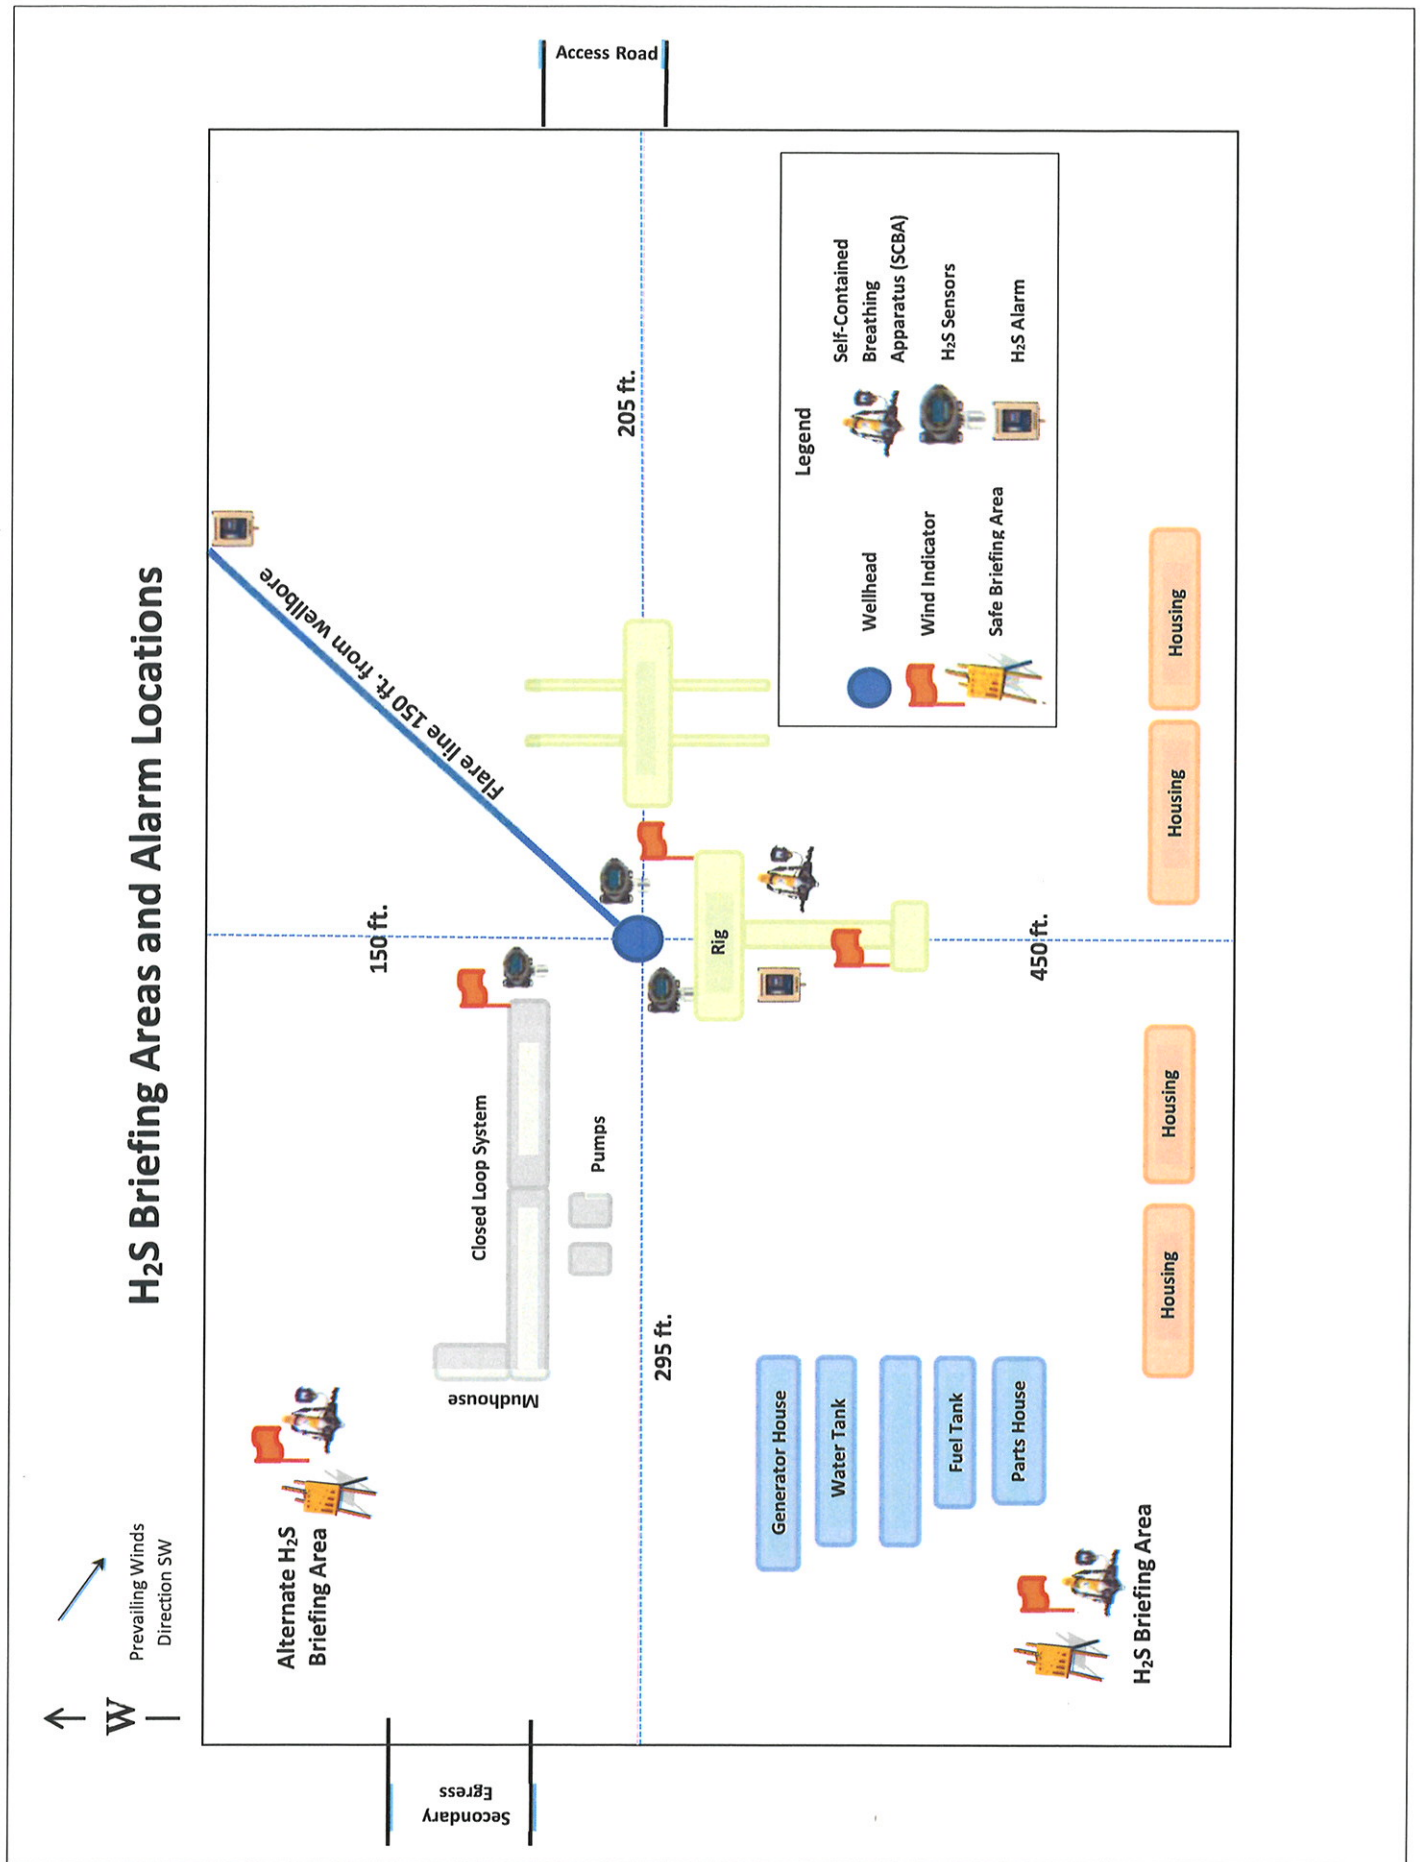 H₂S Briefing Areas and Alarm Locations
W
Prevailing Winds
Direction SW
Alternate H₂S
Briefing Area
Secondary
Egress
Mudhouse
Closed Loop System
Pumps
150 ft.
Flare line 150 ft. from wellbore
295 ft.
205 ft.
Access Road
Rig
450 ft.
Generator House
Water Tank
Fuel Tank
Parts House
H₂S Briefing Area
Housing
Housing
Housing
Housing
Legend
Wellhead
Wind Indicator
Safe Briefing Area
Self-Contained
Breathing
Apparatus (SCBA)
H₂S Sensors
H₂S Alarm